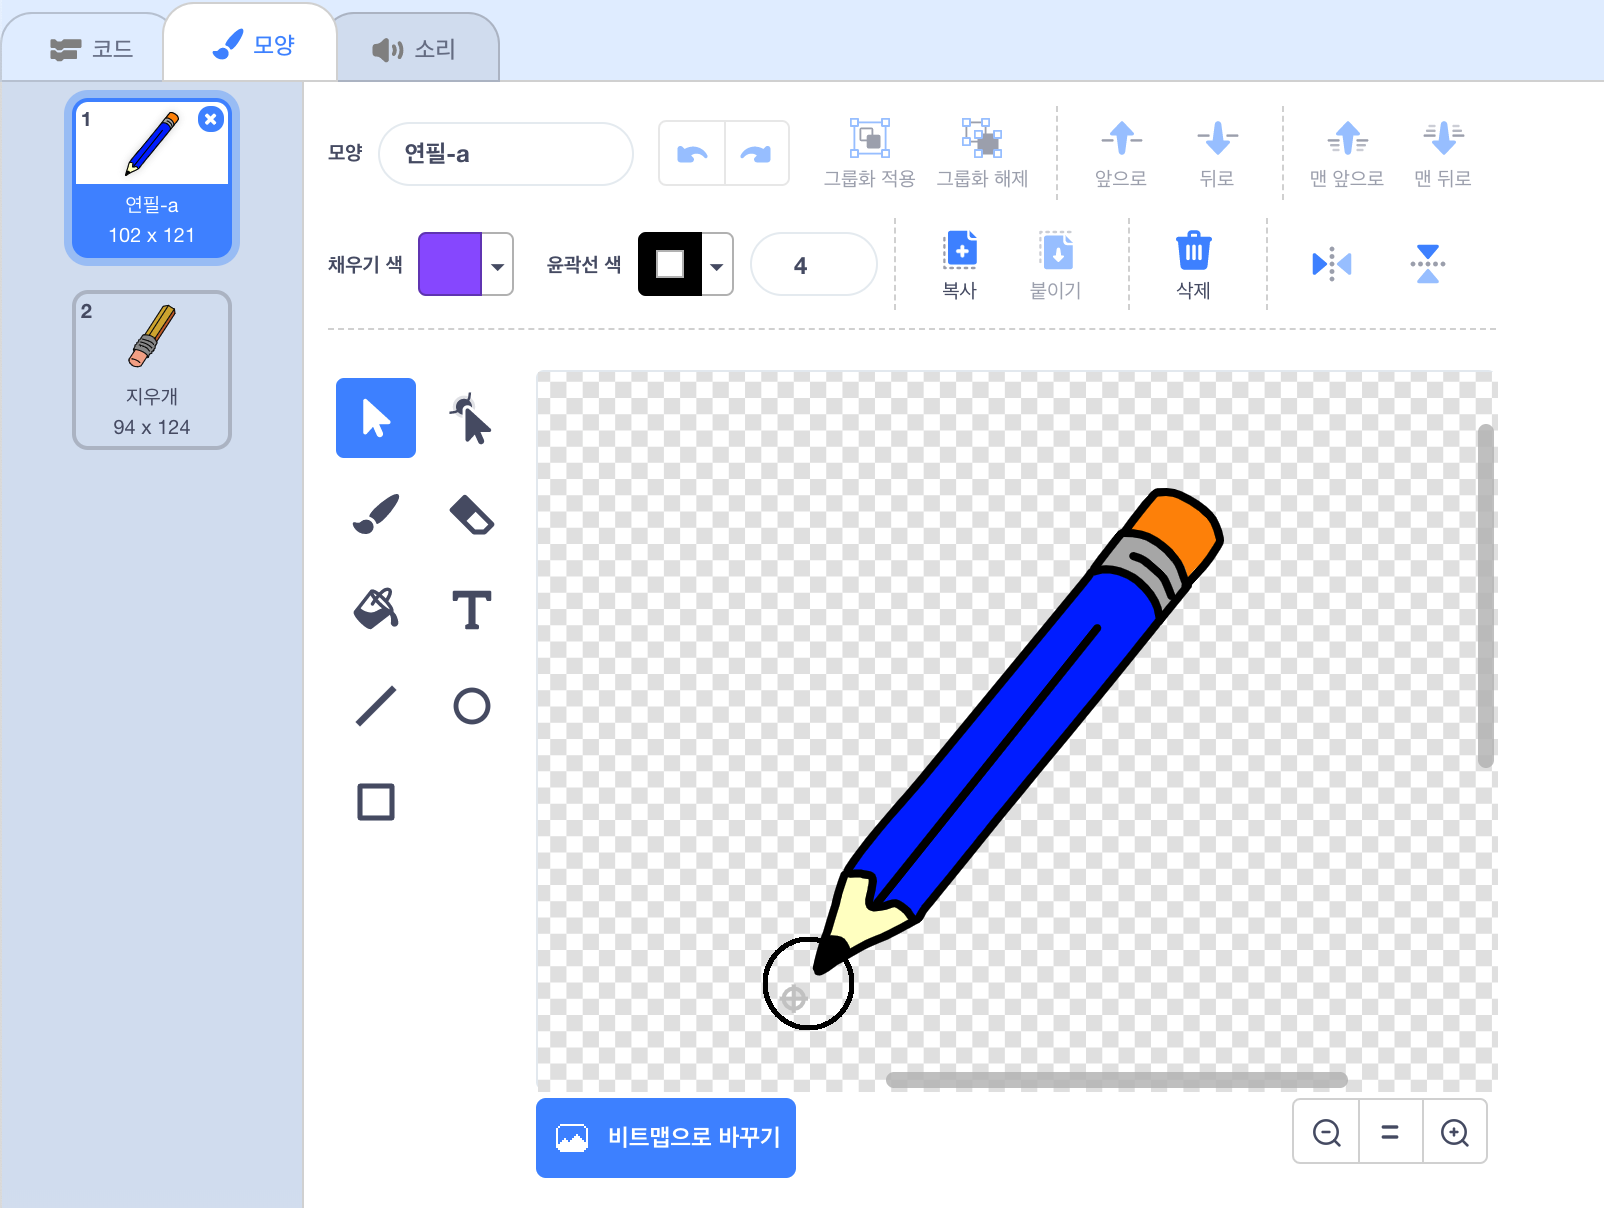 코드
모양
소리
1
연필-a
102 x 121
2
지우개
94 x 124
모양
연필-a
그룹화 적용
그룹화 해제
앞으로
뒤로
맨 앞으로
맨 뒤로
채우기 색
윤곽선 색
4
복사
붙이기
삭제
비트맵으로 바꾸기